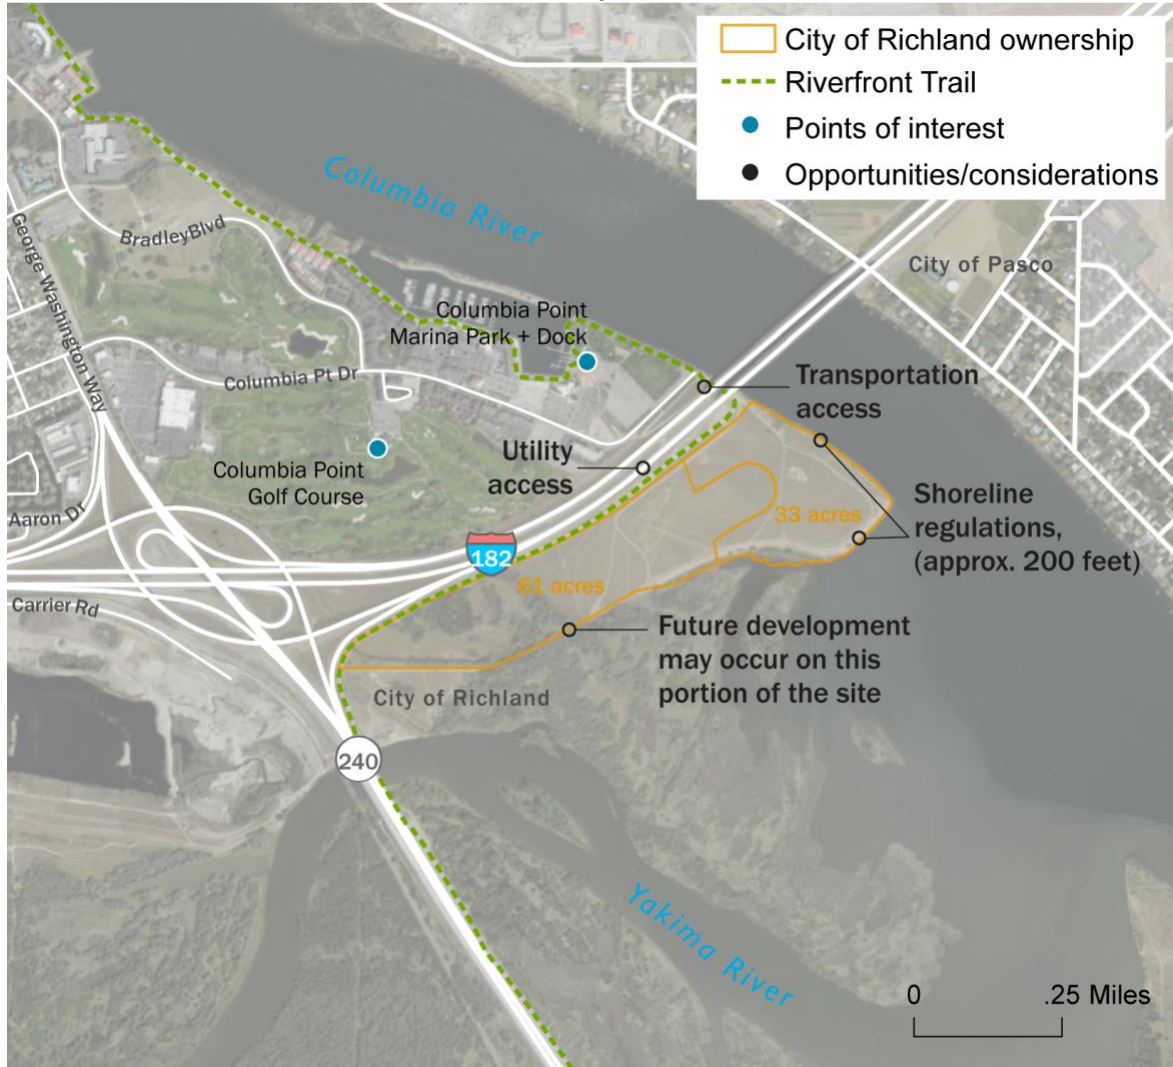 City of Richland ownership
Riverfront Trail
Points of interest
Opportunities/considerations
Columbia River
BradleyBlvd
George Washington Way
City of Pasco
Columbia Point
Marina Park + Dock
Columbia Pt Dr
Transportation
access
Utility
access
Columbia Point
Golf Course
Shoreline
regulations,
(approx. 200 feet)
33 acres
Aaron Dr
182
61 acres
Carrier Rd
Future development
may occur on this
portion of the site
City of Richland
240
Yakima River
0 .25 Miles